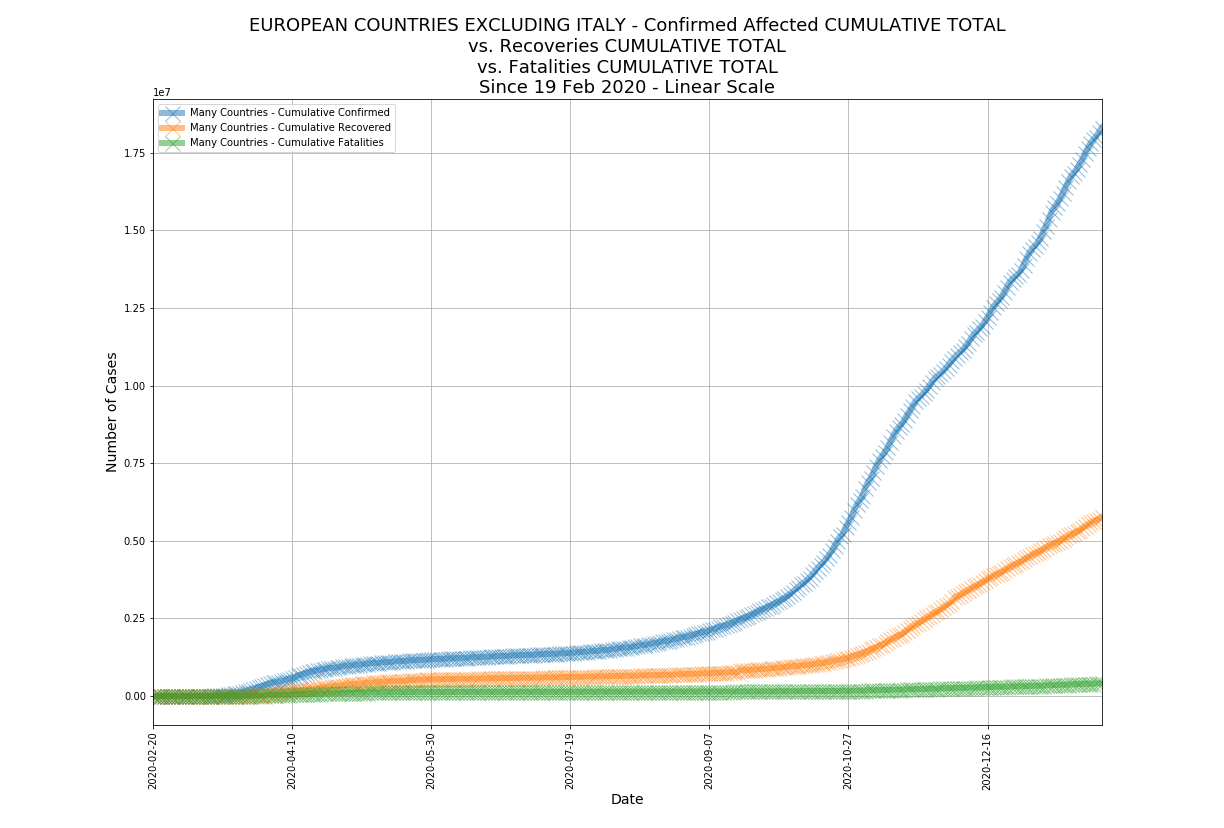 EUROPEAN COUNTRIES EXCLUDING ITALY - Confirmed Affected CUMULATIVE TOTAL
vs. Recoveries CUMULATIVE TOTAL
vs. Fatalities CUMULATIVE TOTAL
Since 19 Feb 2020 - Linear Scale
1e7
Many Countries - Cumulative Confirmed
Many Countries - Cumulative Recovered
Many Countries - Cumulative Fatalities
1.75
1.50
1.25
1.00
0.75
0.50
0.25
0.00
Number of Cases
2020-02-20
2020-04-10
2020-05-30
2020-07-19
2020-09-07
2020-10-27
2020-12-16
Date